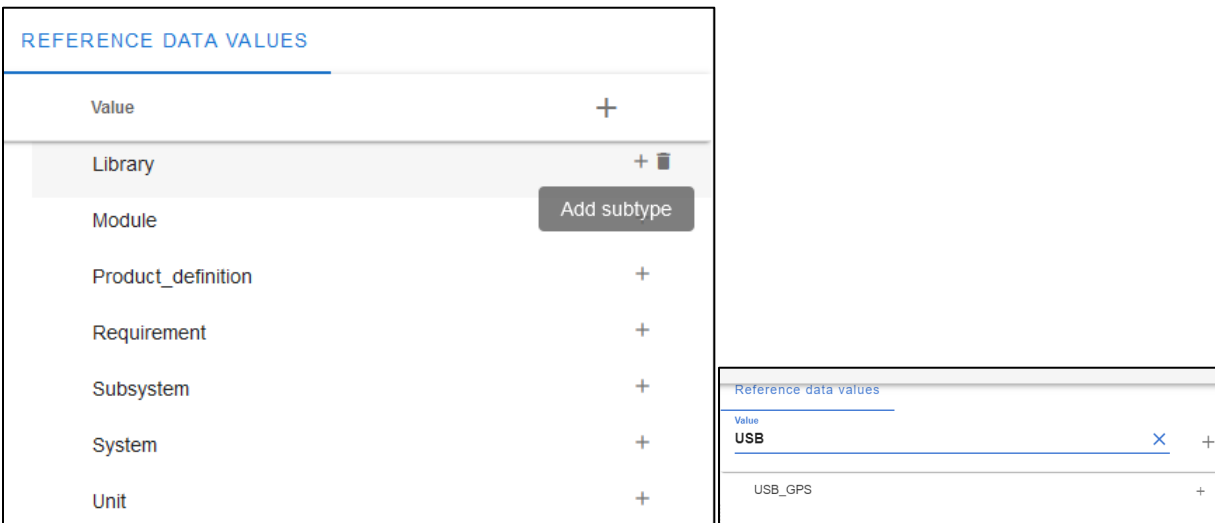 REFERENCE DATA VALUES
Value
Library
Add subtype
Module
Product_definition
Requirement
Subsystem
System
Unit
Reference data values
Value
USB
USB_GPS